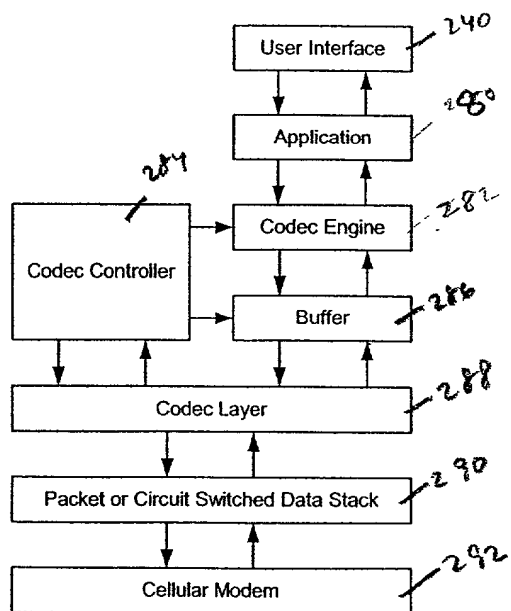 User Interface 240
Application 280
284
Codec Engine 282
Codec Controller
Buffer 286
Codec Layer 288
Packet or Circuit Switched Data Stack 290
Cellular Modem 292